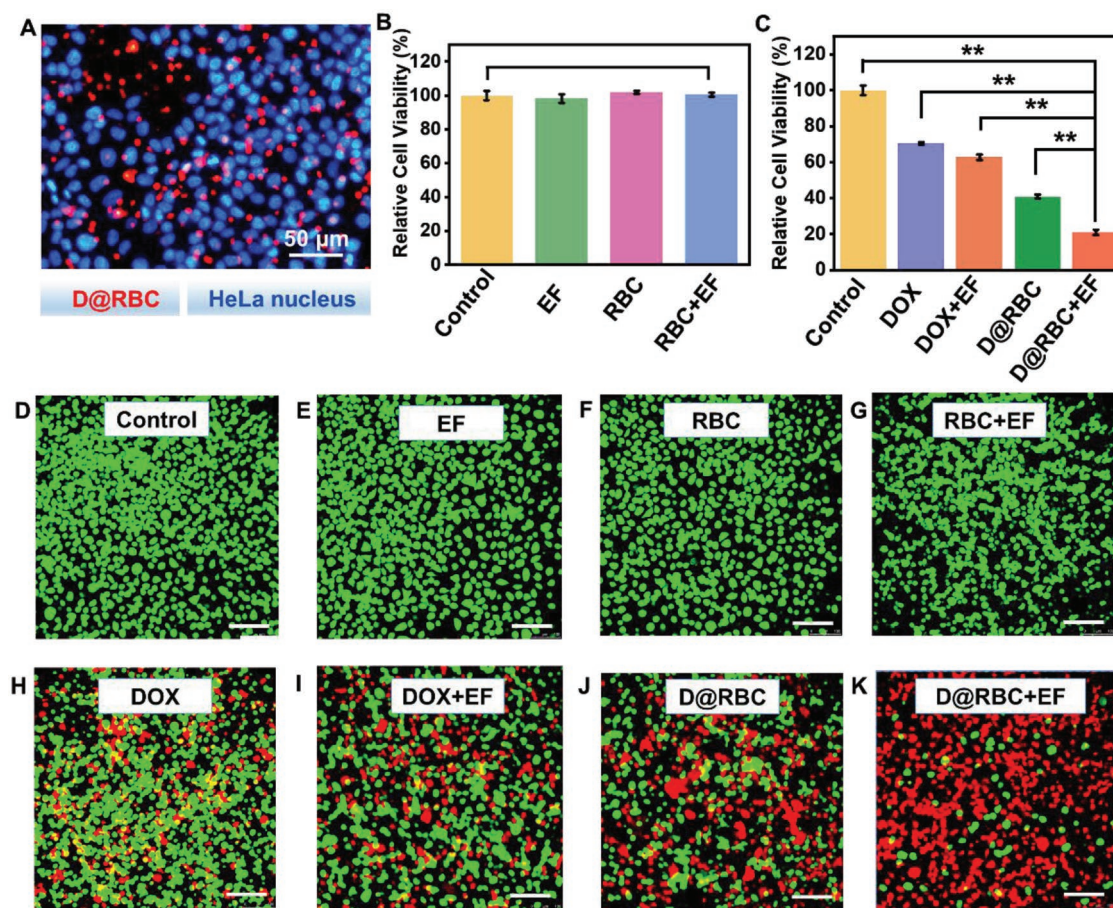 A
50 µm
D@RBC
HeLa nucleus
B
Relative Cell Viability (%)
120
100
80
60
40
20
0
Control
EF
RBC
RBC+EF
C
Relative Cell Viability (%)
120
100
80
60
40
20
0
**
**
**
**
Control
DOX
DOX+EF
D@RBC
D@RBC+EF
D
Control
E
EF
F
RBC
G
RBC+EF
H
DOX
I
DOX+EF
J
D@RBC
K
D@RBC+EF